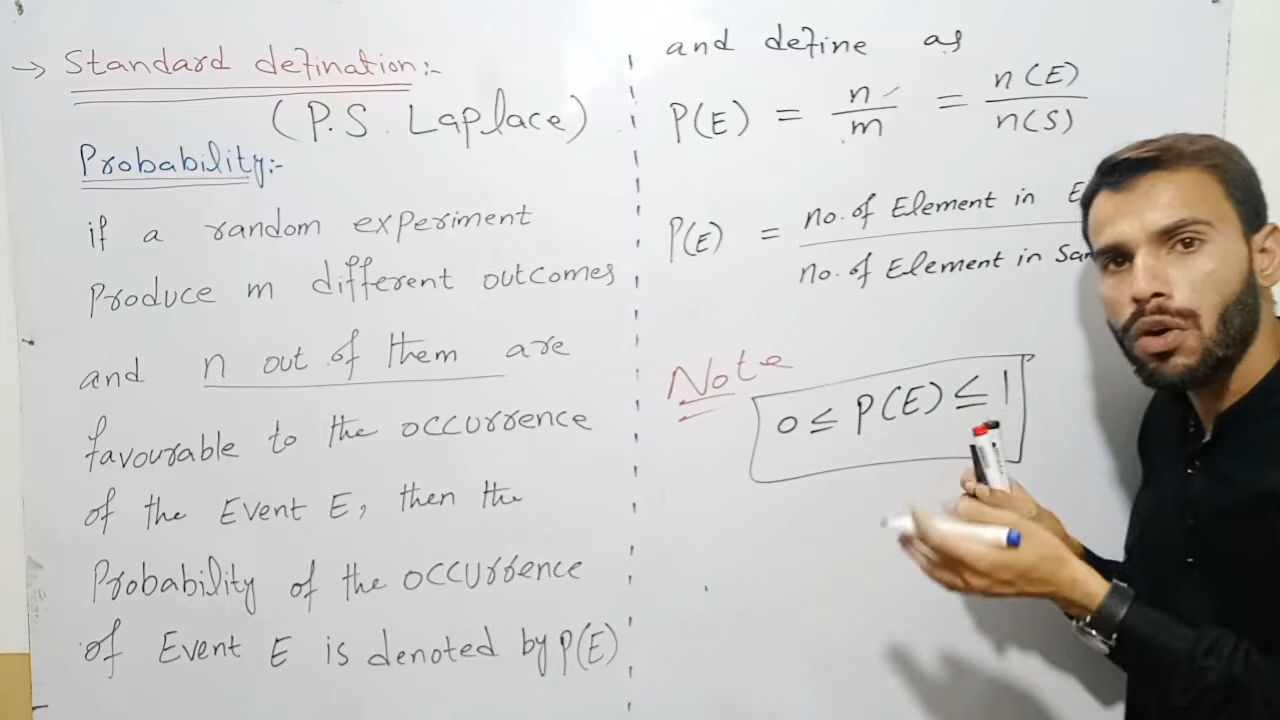 → Standard defination:-
(P.S. Laplace)
Probability:-
if a random experiment
Produce m different outcomes
and n out of them are
favourable to the occurrence
of the Event E, then the
Probability of the occurrence
of Event E is denoted by P(E)
and define as
P(E) = n/m = n(E)/n(S)
P(E) = no. of Element in E / no. of Element in
Note
0 ≤ P(E) ≤ 1